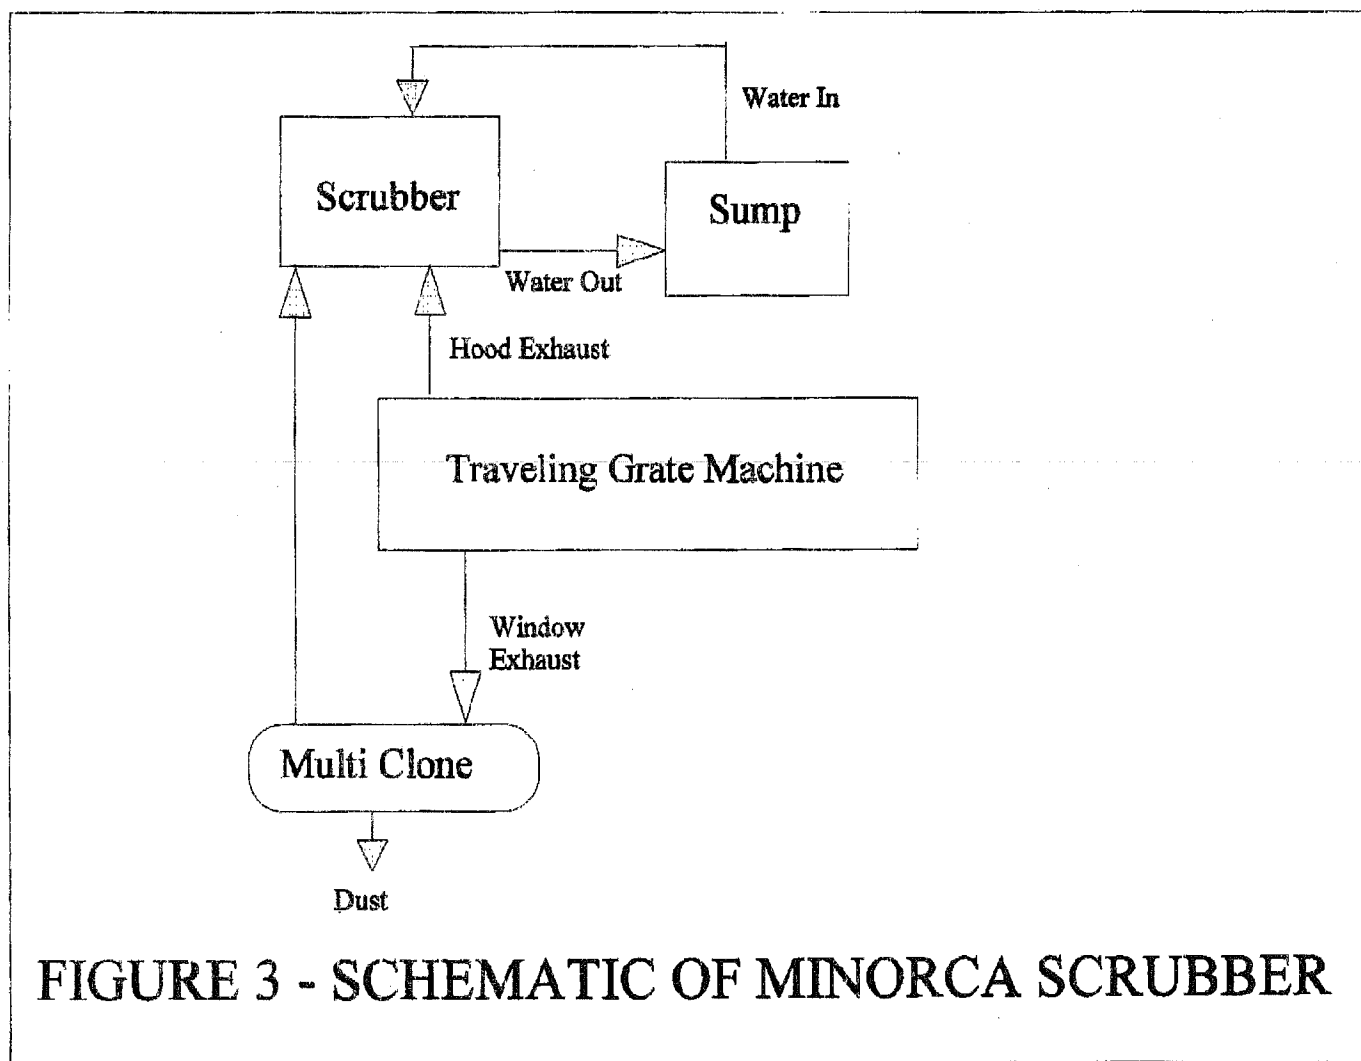 Water In
Scrubber
Sump
Water Out
Hood Exhaust
Traveling Grate Machine
Window
Exhaust
Multi Clone
Dust
FIGURE 3 - SCHEMATIC OF MINORCA SCRUBBER